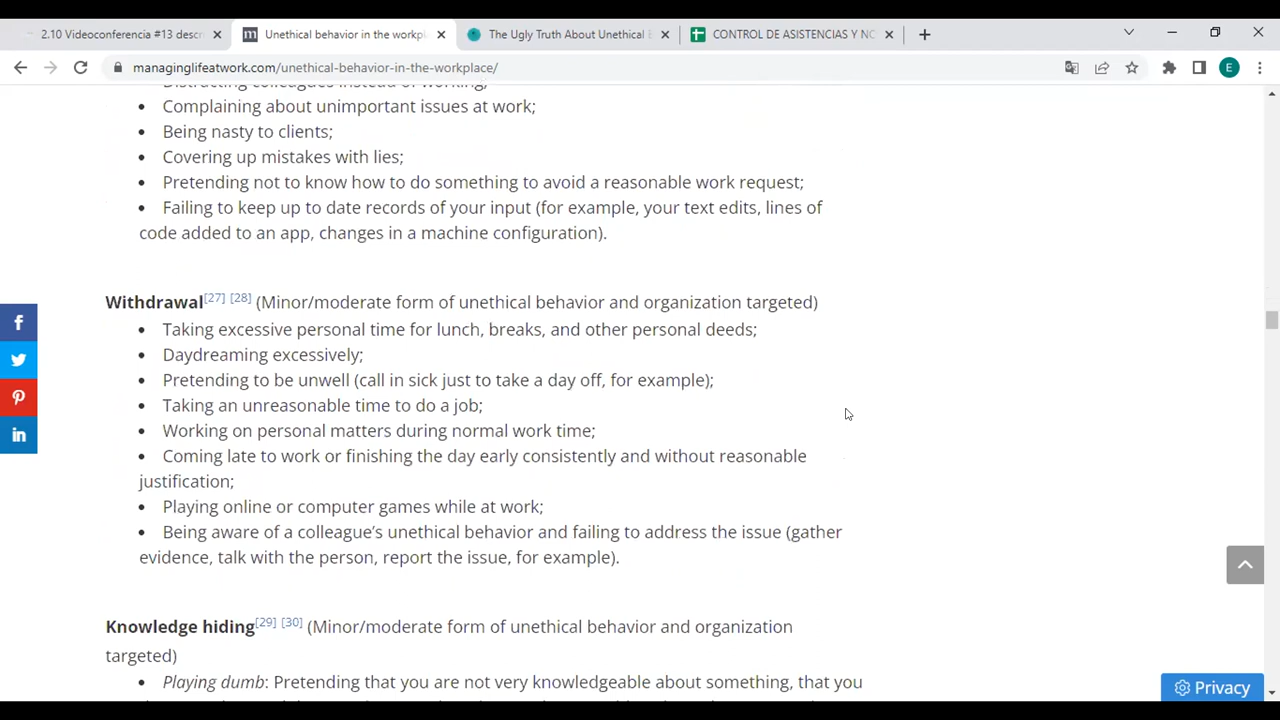 2.10 Videoconferencia #13 descr
Unethical behavior in the workpl
The Ugly Truth About Unethical B
CONTROL DE ASISTENCIAS Y NO
managinglifeatwork.com/unethical-behavior-in-the-workplace/
E
Distracting colleagues instead of working;
• Complaining about unimportant issues at work;
• Being nasty to clients;
• Covering up mistakes with lies;
• Pretending not to know how to do something to avoid a reasonable work request;
• Failing to keep up to date records of your input (for example, your text edits, lines of
code added to an app, changes in a machine configuration).
Withdrawal[27] [28] (Minor/moderate form of unethical behavior and organization targeted)
• Taking excessive personal time for lunch, breaks, and other personal deeds;
• Daydreaming excessively;
• Pretending to be unwell (call in sick just to take a day off, for example);
• Taking an unreasonable time to do a job;
• Working on personal matters during normal work time;
• Coming late to work or finishing the day early consistently and without reasonable
justification;
• Playing online or computer games while at work;
• Being aware of a colleague’s unethical behavior and failing to address the issue (gather
evidence, talk with the person, report the issue, for example).
Knowledge hiding[29] [30] (Minor/moderate form of unethical behavior and organization
targeted)
• Playing dumb: Pretending that you are not very knowledgeable about something, that you
Privacy